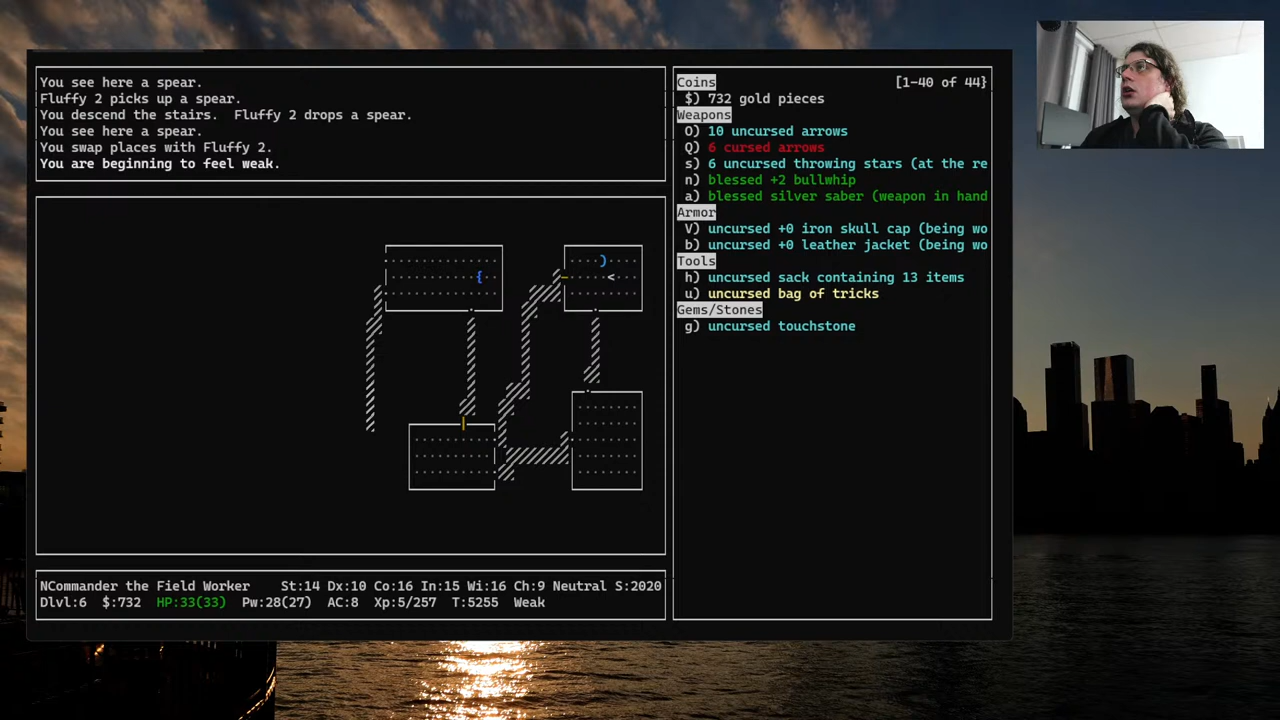 You see here a spear.
Fluffy 2 picks up a spear.
You descend the stairs.  Fluffy 2 drops a spear.
You see here a spear.
You swap places with Fluffy 2.
You are beginning to feel weak.
Coins [1-40 of 44}
$) 732 gold pieces
Weapons
O) 10 uncursed arrows
Q) 6 cursed arrows
s) 6 uncursed throwing stars (at the re
n) blessed +2 bullwhip
a) blessed silver saber (weapon in hand
Armor
V) uncursed +0 iron skull cap (being wo
b) uncursed +0 leather jacket (being wo
Tools
h) uncursed sack containing 13 items
u) uncursed bag of tricks
Gems/Stones
g) uncursed touchstone
NCommander the Field Worker St:14 Dx:10 Co:16 In:15 Wi:16 Ch:9 Neutral S:2020
Dlvl:6 $:732 HP:33(33) Pw:28(27) AC:8 Xp:5/257 T:5255 Weak